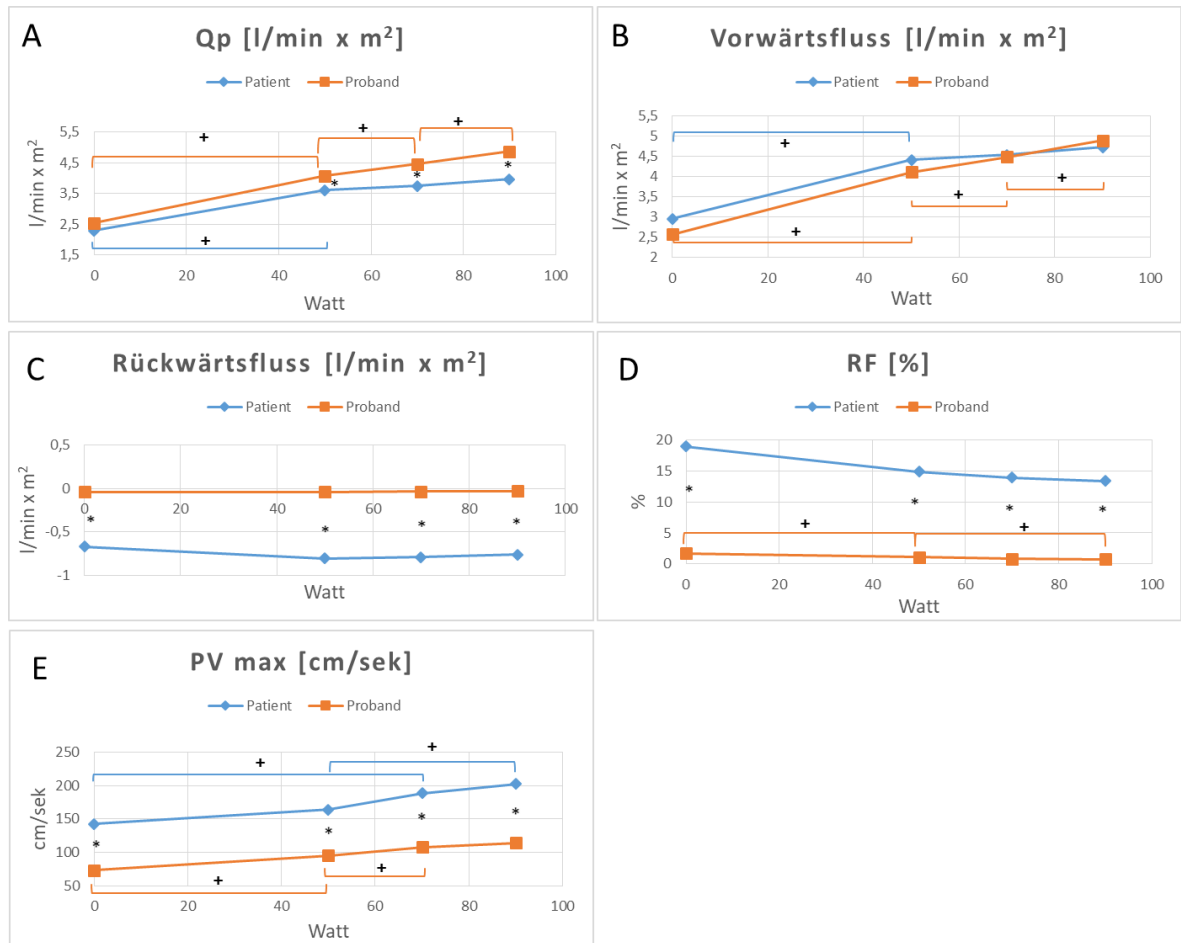 A
Qp [l/min x m²]
Patient Proband
5,5
4,5
3,5
2,5
1,5
l/min x m²
+ + +
* * *
+
0 20 40 60 80 100
Watt
B
Vorwärtsfluss [l/min x m²]
Patient Proband
5,5
5
4,5
4
3,5
3
2,5
2
l/min x m²
+
+ +
+
0 20 40 60 80 100
Watt
C
Rückwärtsfluss [l/min x m²]
Patient Proband
0,5
0
-0,5
-1
l/min x m²
0 20 40 60 80 100
* * * *
Watt
D
RF [%]
Patient Proband
20
15
10
5
0
%
* * * *
+ +
0 20 40 60 80 100
Watt
E
PV max [cm/sek]
Patient Proband
250
200
150
100
50
cm/sek
+ +
* * * *
+ +
0 20 40 60 80 100
Watt